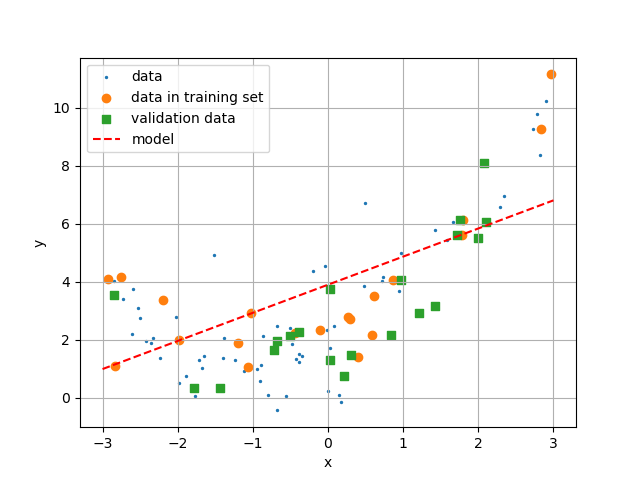 data
data in training set
validation data
model
10
8
6
4
2
0
y
−3
−2
−1
0
1
2
3
x